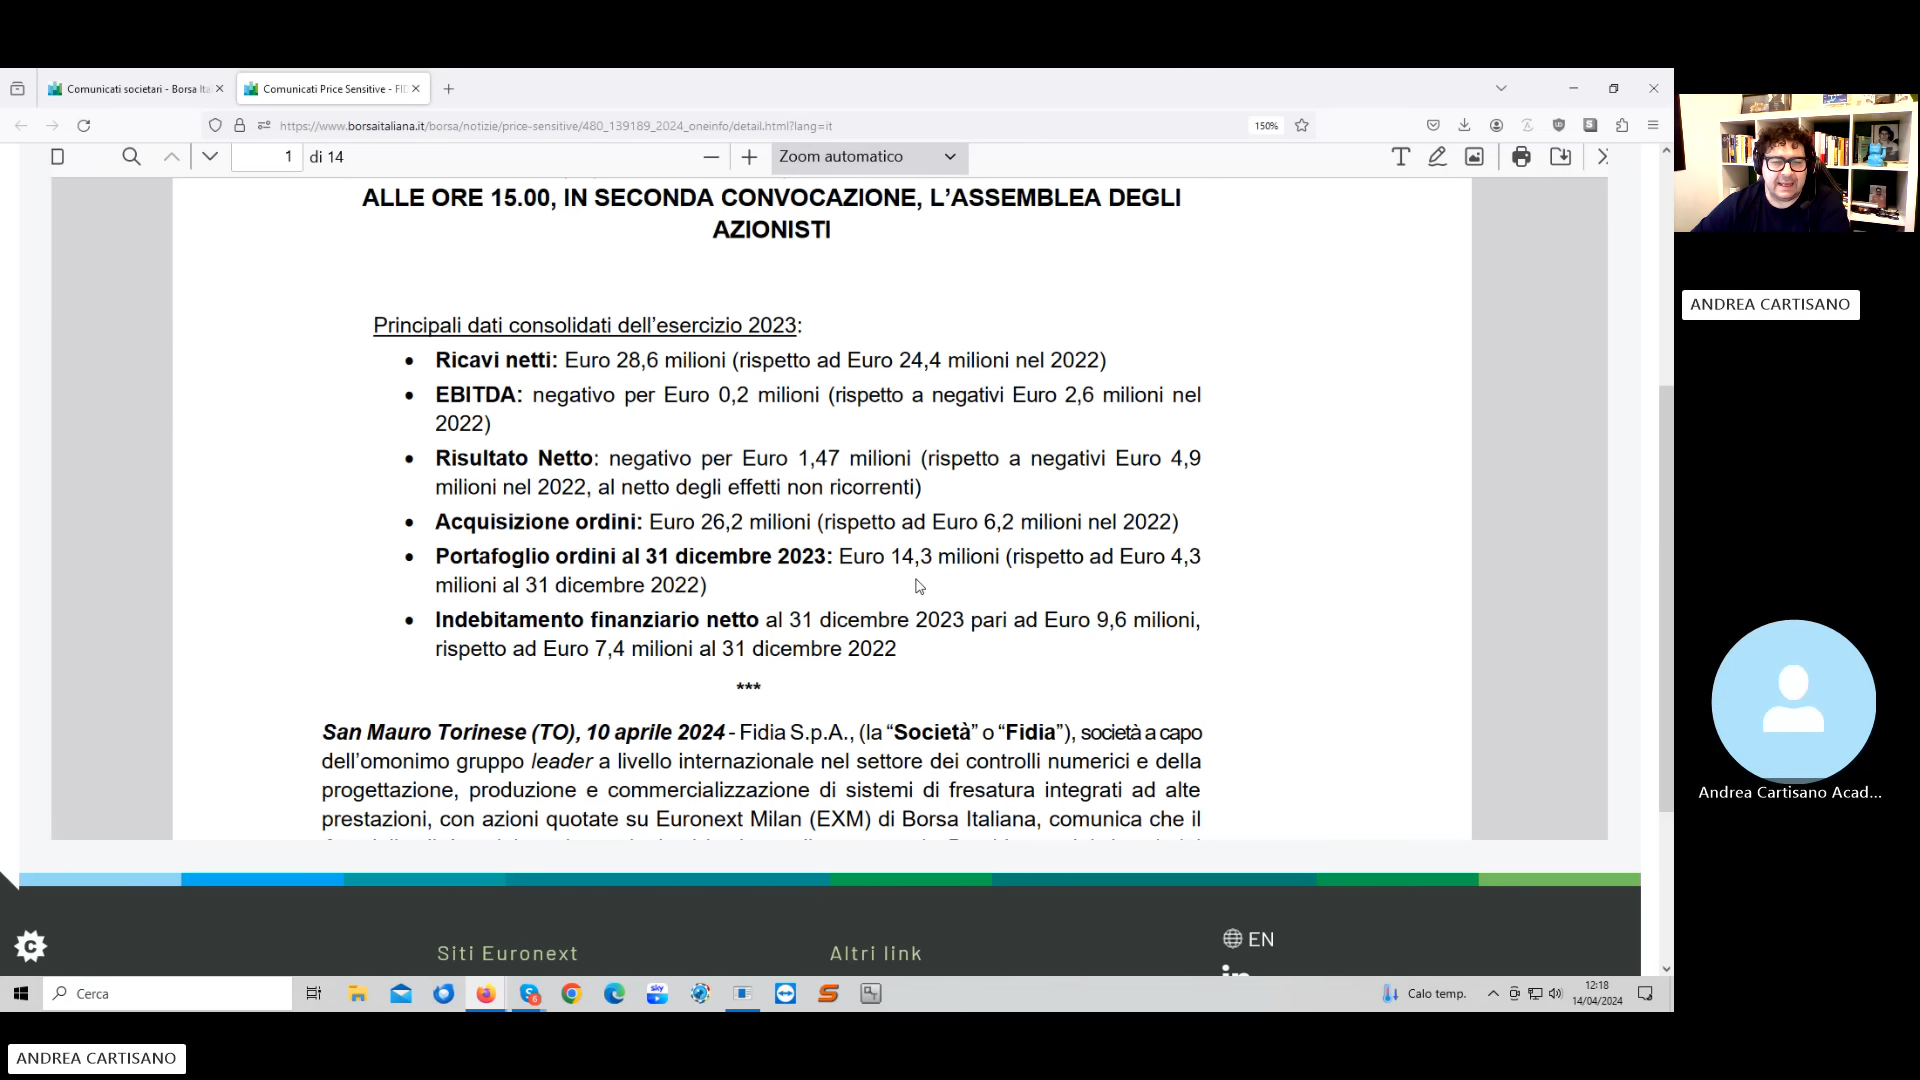 Comunicati societari - Borsa Ita
Comunicati Price Sensitive - FID
https://www.borsaitaliana.it/borsa/notizie/price-sensitive/480_139189_2024_oneinfo/detail.html?lang=it
150%
1 di 14
Zoom automatico
ALLE ORE 15.00, IN SECONDA CONVOCAZIONE, L’ASSEMBLEA DEGLI
AZIONISTI
Principali dati consolidati dell’esercizio 2023:
• Ricavi netti: Euro 28,6 milioni (rispetto ad Euro 24,4 milioni nel 2022)
• EBITDA: negativo per Euro 0,2 milioni (rispetto a negativi Euro 2,6 milioni nel
2022)
• Risultato Netto: negativo per Euro 1,47 milioni (rispetto a negativi Euro 4,9
milioni nel 2022, al netto degli effetti non ricorrenti)
• Acquisizione ordini: Euro 26,2 milioni (rispetto ad Euro 6,2 milioni nel 2022)
• Portafoglio ordini al 31 dicembre 2023: Euro 14,3 milioni (rispetto ad Euro 4,3
milioni al 31 dicembre 2022)
• Indebitamento finanziario netto al 31 dicembre 2023 pari ad Euro 9,6 milioni,
rispetto ad Euro 7,4 milioni al 31 dicembre 2022
***
San Mauro Torinese (TO), 10 aprile 2024 - Fidia S.p.A., (la “Società” o “Fidia”), società a capo
dell’omonimo gruppo leader a livello internazionale nel settore dei controlli numerici e della
progettazione, produzione e commercializzazione di sistemi di fresatura integrati ad alte
prestazioni, con azioni quotate su Euronext Milan (EXM) di Borsa Italiana, comunica che il
Siti Euronext
Altri link
EN
in
Cerca
Calo temp.
12:18
14/04/2024
ANDREA CARTISANO
Andrea Cartisano Acad...
ANDREA CARTISANO